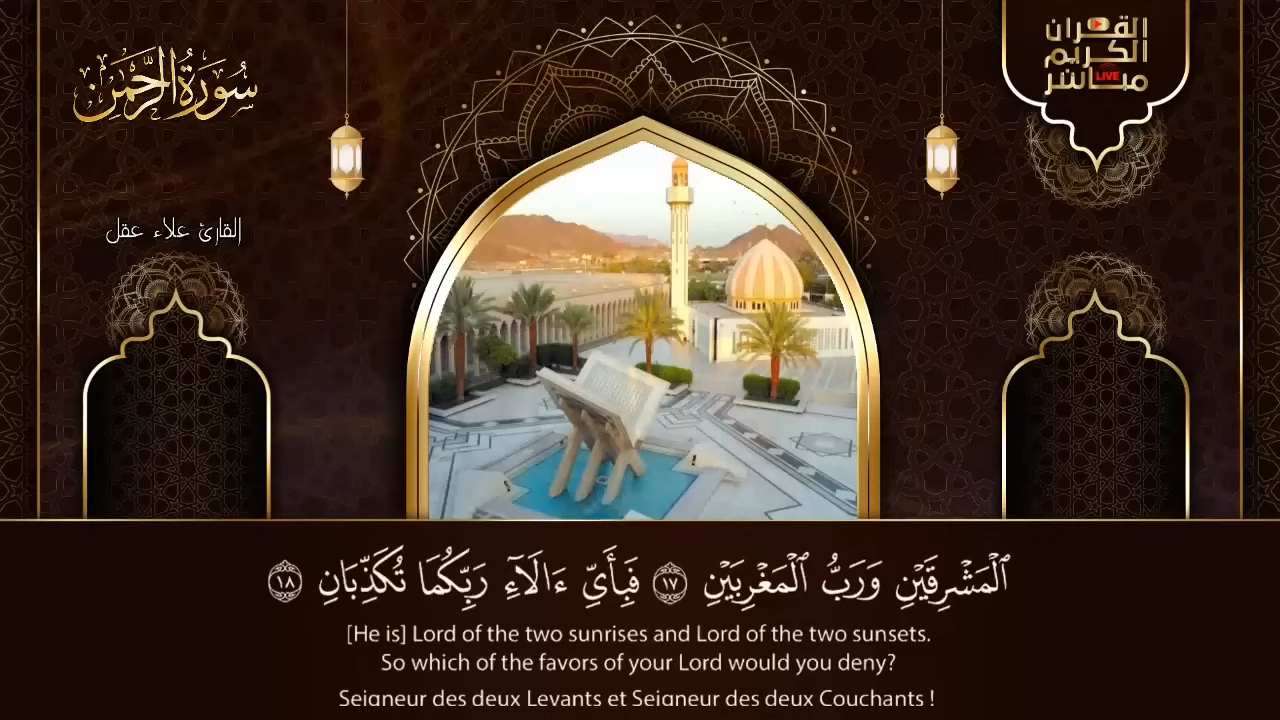 سُورَةُ الرَّحْمَٰن
القران
الكريم
مباشر
LIVE
القارئ علاء عقل
ٱلْمَشْرِقَيْنِ وَرَبُّ ٱلْمَغْرِبَيْنِ ١٧ فَبِأَيِّ ءَالَآءِ رَبِّكُمَا تُكَذِّبَانِ ١٨
[He is] Lord of the two sunrises and Lord of the two sunsets.
So which of the favors of your Lord would you deny?
Seigneur des deux Levants et Seigneur des deux Couchants !